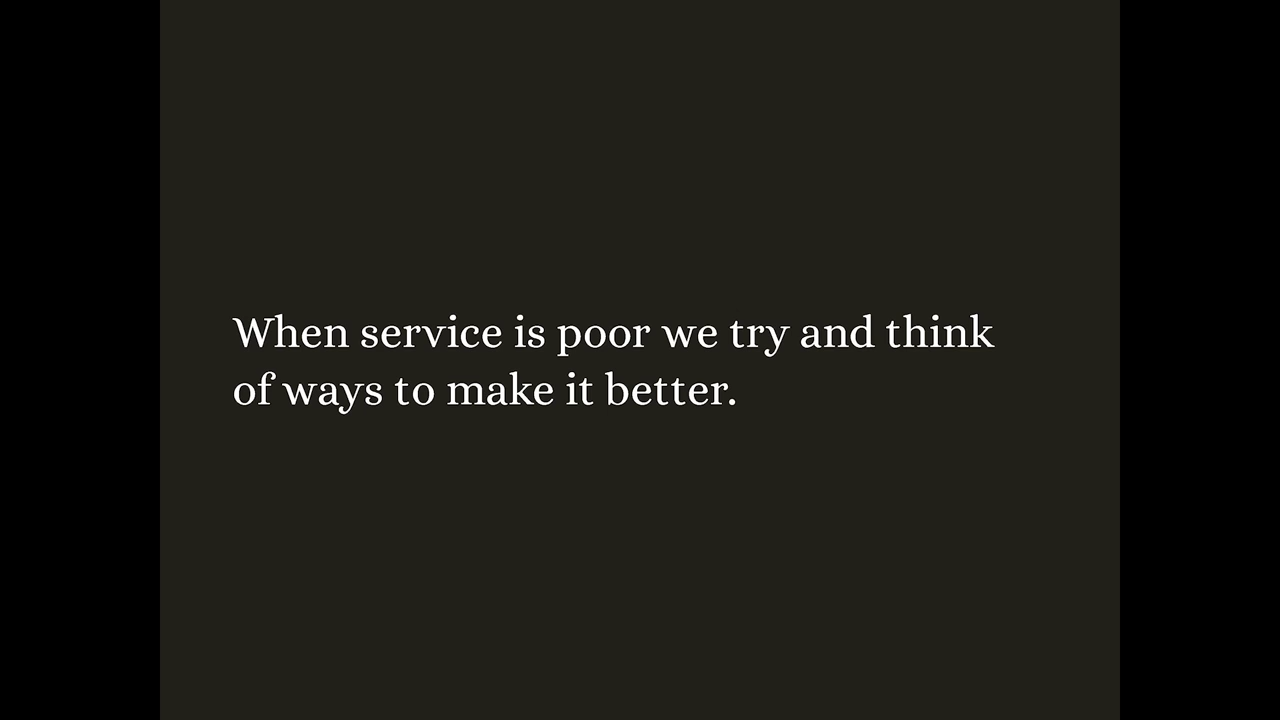 When service is poor we try and think
of ways to make it better.